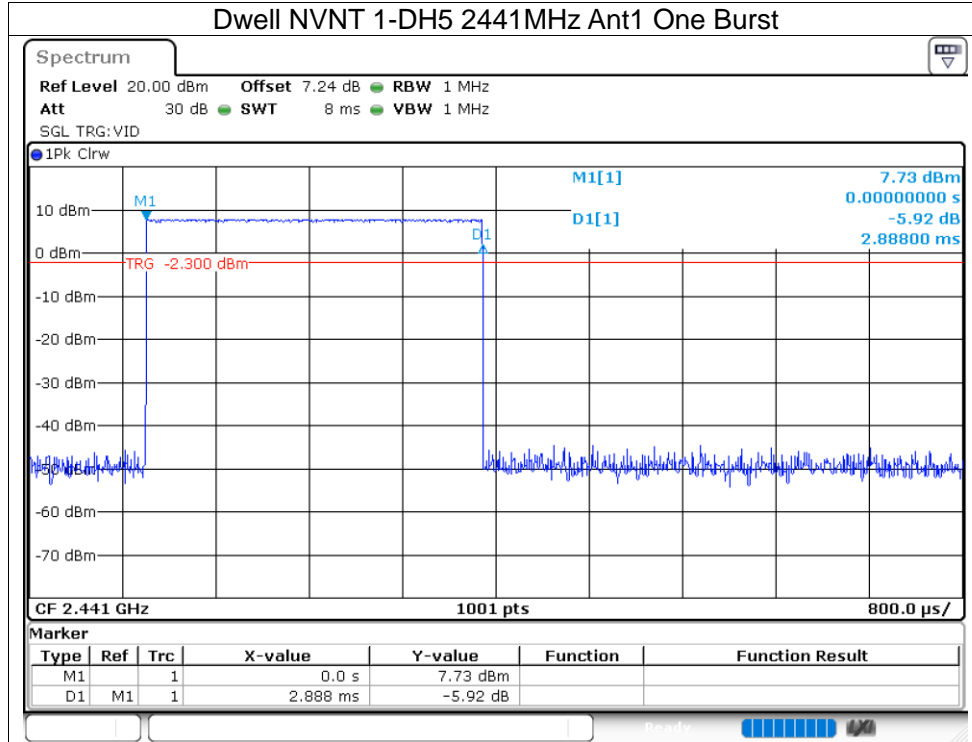 Dwell NVNT 1-DH5 2441MHz Ant1 One Burst
Spectrum
Ref Level 20.00 dBm Offset 7.24 dB RBW 1 MHz
Att 30 dB SWT 8 ms VBW 1 MHz
SGL TRG:VID
1Pk Clrw
M1[1] 7.73 dBm
0.00000000 s
D1[1] -5.92 dB
2.88800 ms
M1
10 dBm
D1
0 dBm
TRG -2.300 dBm
-10 dBm
-20 dBm
-30 dBm
-40 dBm
-50 dBm
-60 dBm
-70 dBm
CF 2.441 GHz 1001 pts 800.0 µs/
Marker
Type Ref Trc X-value Y-value Function Function Result
M1 1 0.0 s 7.73 dBm
D1 M1 1 2.888 ms -5.92 dB
Ready LXI